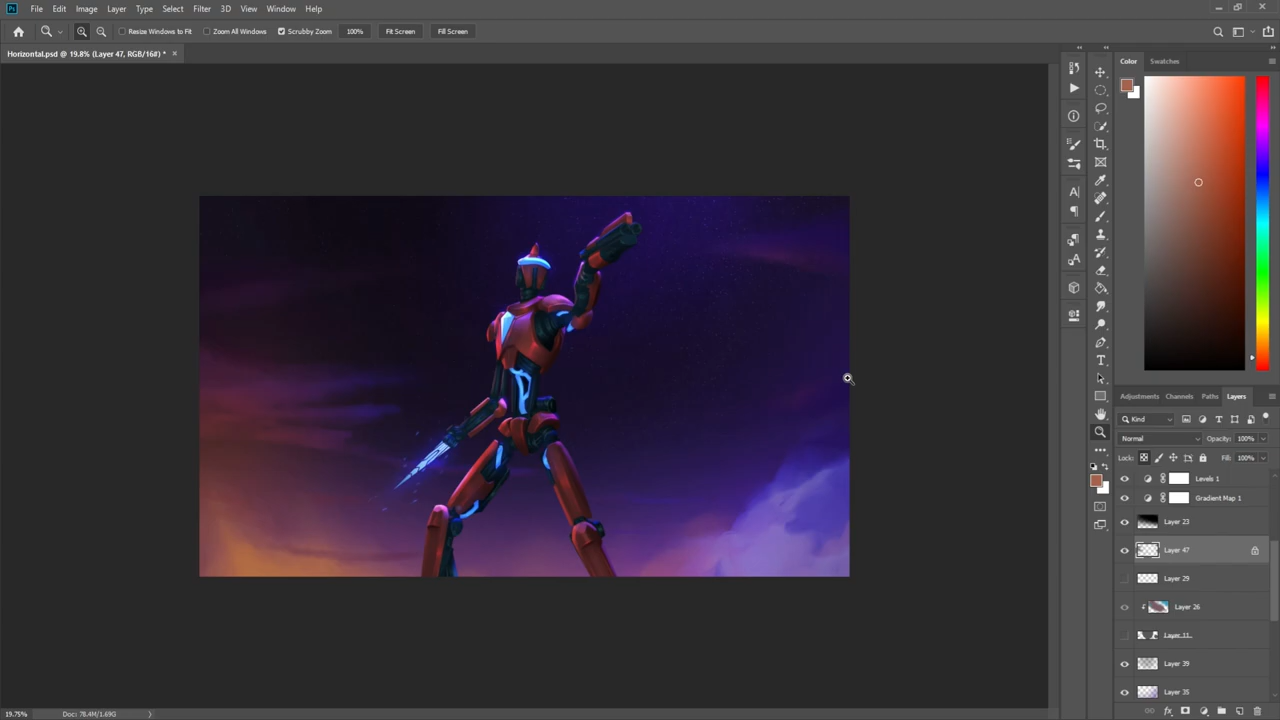 Ps File Edit Image Layer Type Select Filter 3D View Window Help
Resize Windows to Fit Zoom All Windows Scrubby Zoom 100% Fit Screen Fill Screen
Horizontal.psd @ 19.8% (Layer 47, RGB/16#) * ×
Color Swatches
Adjustments Channels Paths Layers
Kind
Normal Opacity: 100%
Lock: Fill: 100%
Levels 1
Gradient Map 1
Layer 23
Layer 47
Layer 29
Layer 26
Layer 11
Layer 39
Layer 35
19.75% Doc: 78.4M/1.69G